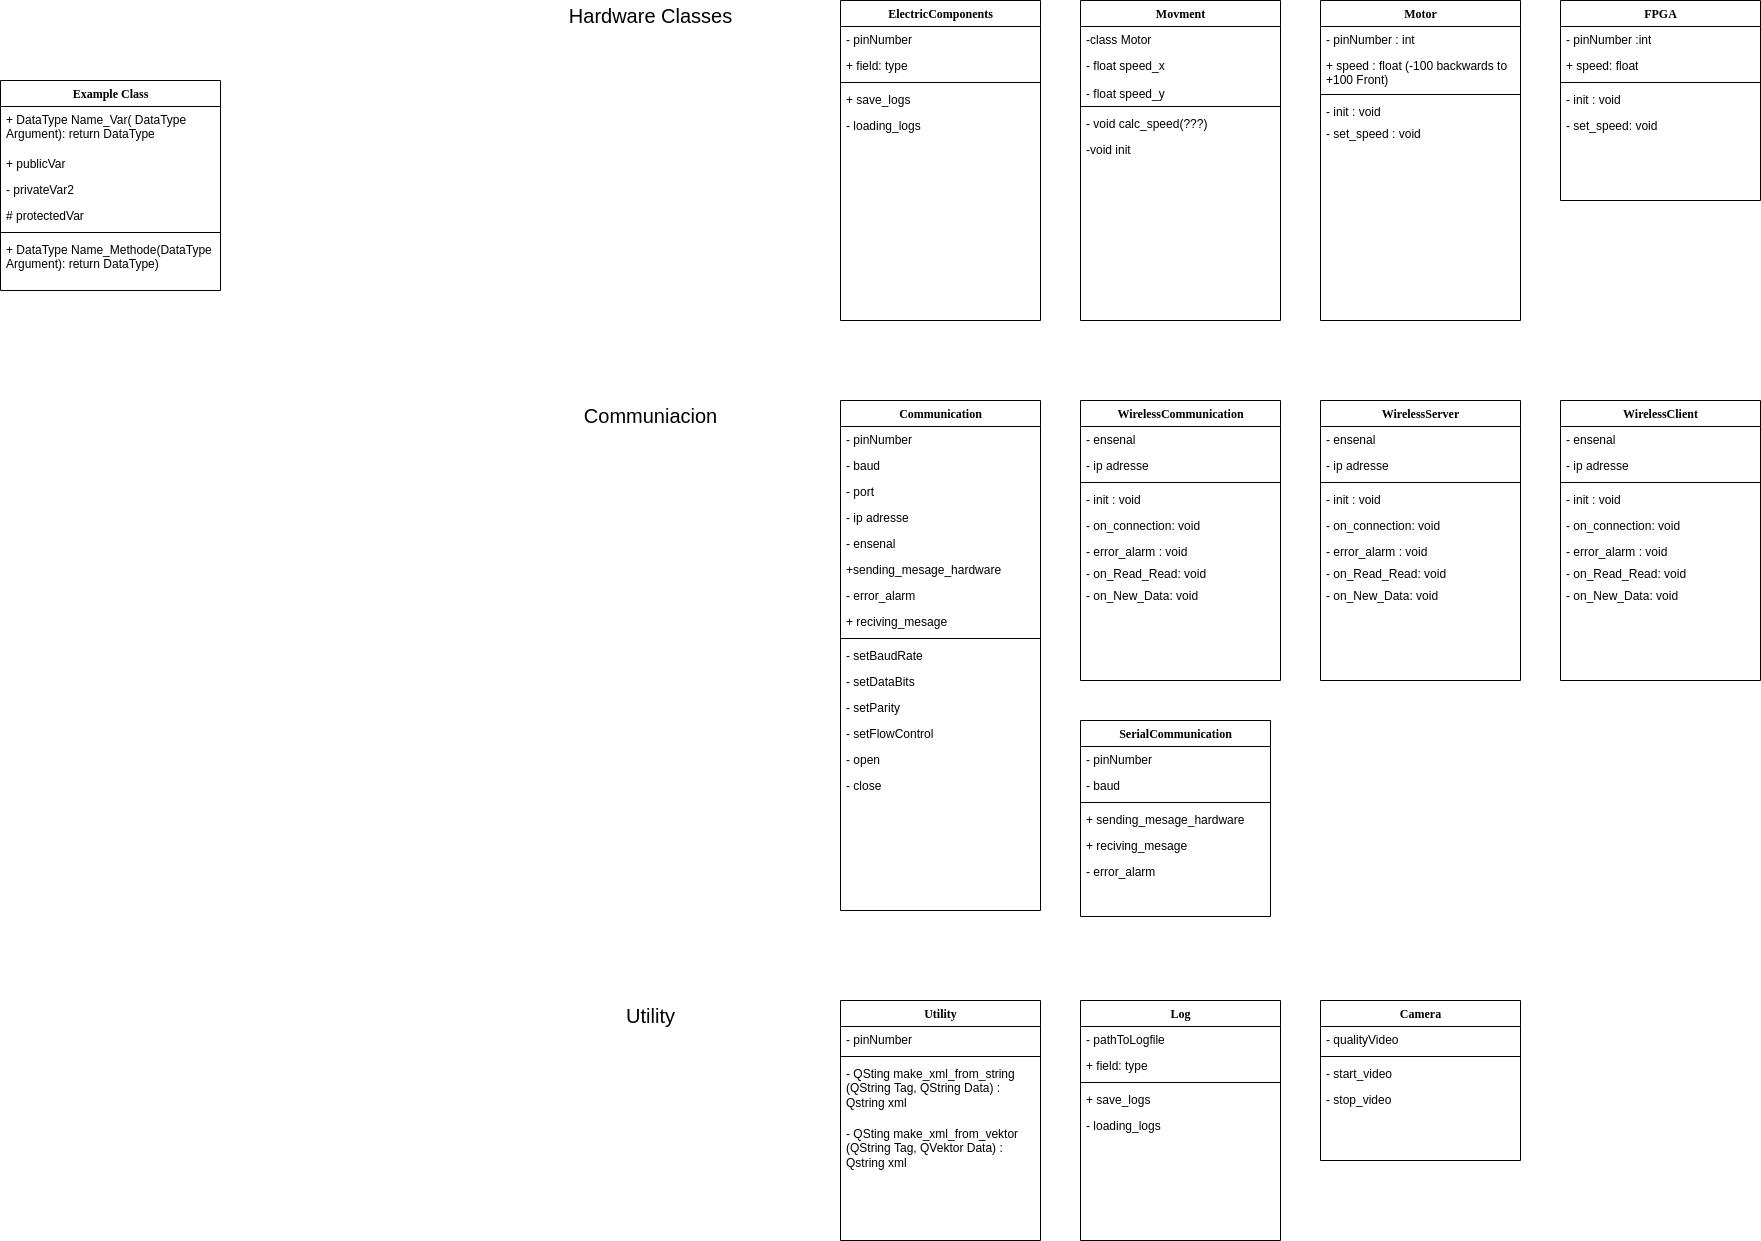 Hardware Classes
ElectricComponents
- pinNumber
+ field: type
+ save_logs
- loading_logs
Movment
-class Motor
- float speed_x
- float speed_y
- void calc_speed(???)
-void init
Motor
- pinNumber : int
+ speed : float (-100 backwards to
+100 Front)
- init : void
- set_speed : void
FPGA
- pinNumber :int
+ speed: float
- init : void
- set_speed: void
Example Class
+ DataType Name_Var( DataType
Argument): return DataType
+ publicVar
- privateVar2
# protectedVar
+ DataType Name_Methode(DataType
Argument): return DataType)
Communiacion
Communication
- pinNumber
- baud
- port
- ip adresse
- ensenal
+sending_mesage_hardware
- error_alarm
+ reciving_mesage
- setBaudRate
- setDataBits
- setParity
- setFlowControl
- open
- close
WirelessCommunication
- ensenal
- ip adresse
- init : void
- on_connection: void
- error_alarm : void
- on_Read_Read: void
- on_New_Data: void
WirelessServer
- ensenal
- ip adresse
- init : void
- on_connection: void
- error_alarm : void
- on_Read_Read: void
- on_New_Data: void
WirelessClient
- ensenal
- ip adresse
- init : void
- on_connection: void
- error_alarm : void
- on_Read_Read: void
- on_New_Data: void
SerialCommunication
- pinNumber
- baud
+ sending_mesage_hardware
+ reciving_mesage
- error_alarm
Utility
Utility
- pinNumber
- QSting make_xml_from_string
(QString Tag, QString Data) :
Qstring xml
- QSting make_xml_from_vektor
(QString Tag, QVektor Data) :
Qstring xml
Log
- pathToLogfile
+ field: type
+ save_logs
- loading_logs
Camera
- qualityVideo
- start_video
- stop_video